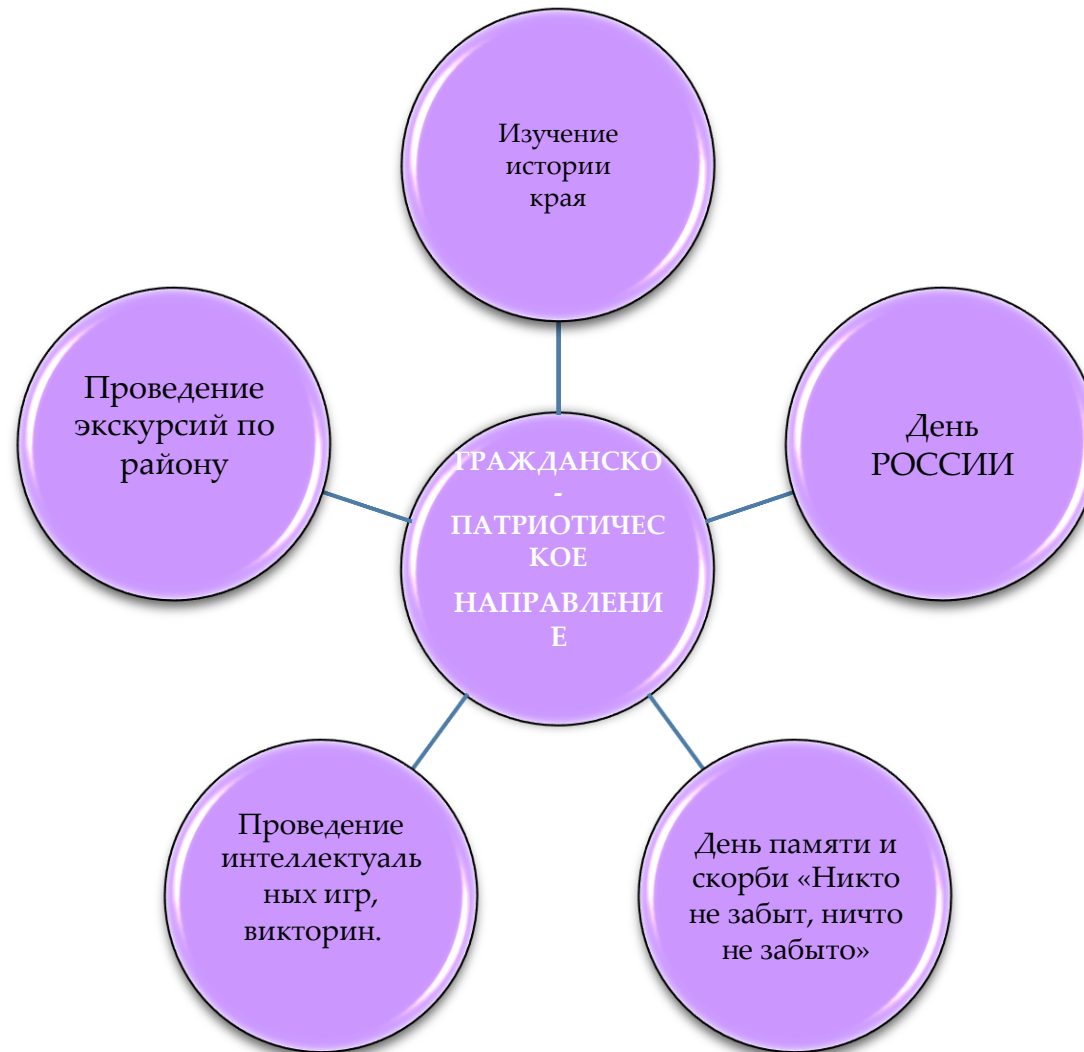 Изучение
истории
края
Проведение
экскурсий по
району
День
РОССИИ
ГРАЖДАНСКО
-
ПАТРИОТИЧЕС
КОЕ
НАПРАВЛЕНИ
Е
Проведение
интеллектуаль
ных игр,
викторин.
День памяти и
скорби «Никто
не забыт, ничто
не забыто»